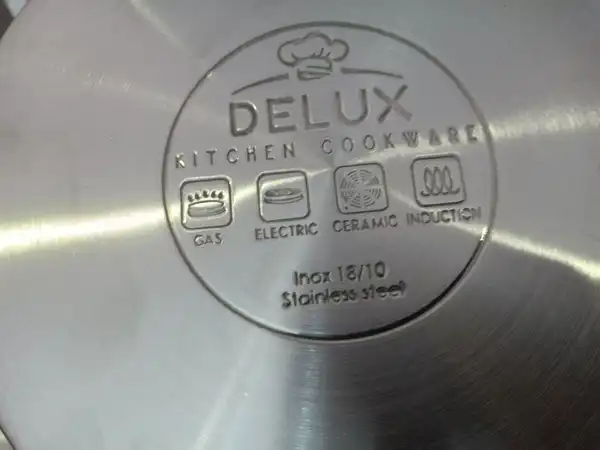 DELUX
KITCHEN COOKWARE
GAS ELECTRIC CERAMIC INDUCTION
Inox 18/10
Stainless steel